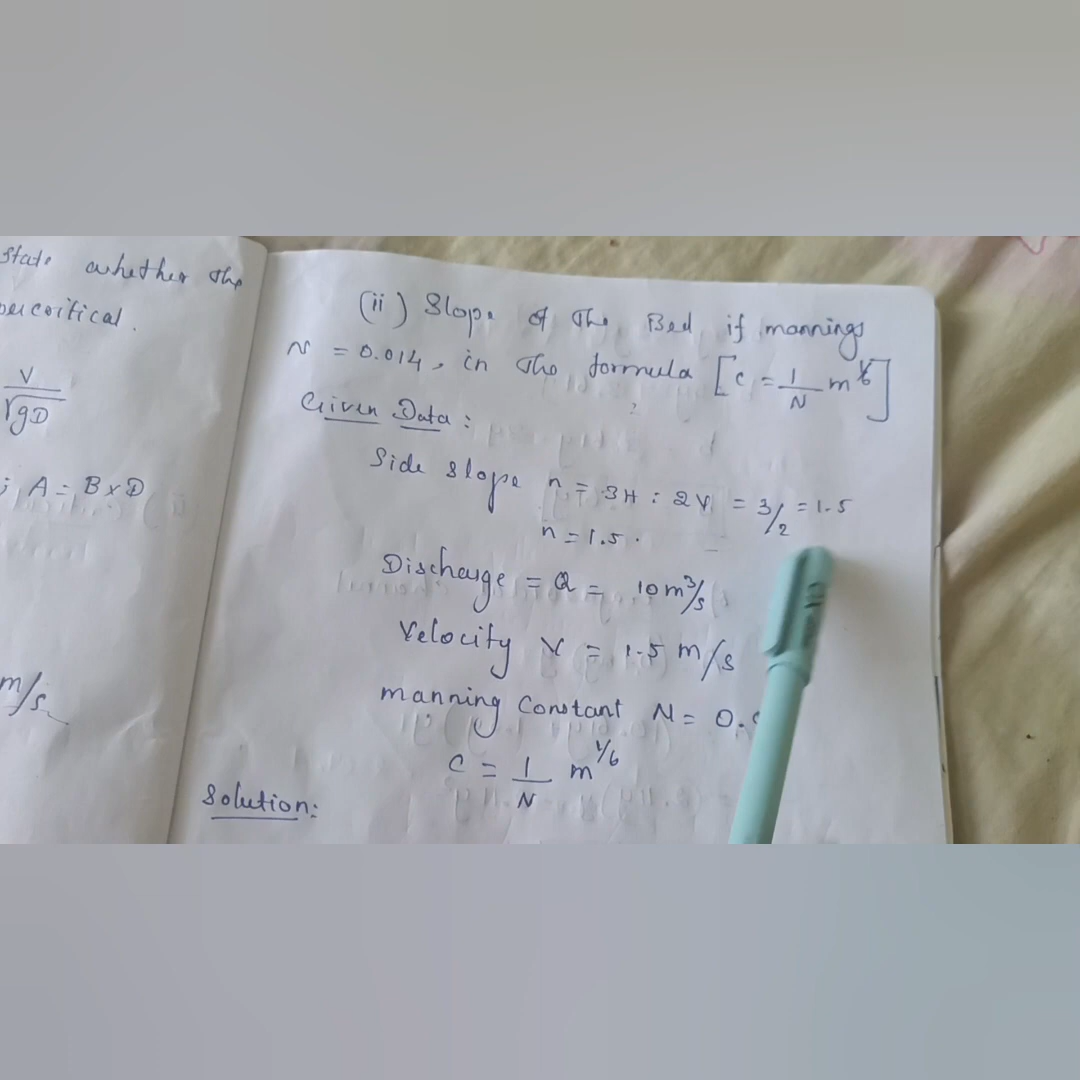 State whether the
percritical.
V
√gD
; A = B×D
m/s
(ii) Slope of the Bed if mannings
N = 0.014, in the formula [c = 1/N m^1/6]
Given Data:
Side slope n = 3H : 2V = 3/2 = 1.5
n = 1.5.
Discharge = Q = 10 m³/s
Velocity V = 1.5 m/s
manning Constant N = 0.
C = 1/N m^1/6
Solution: